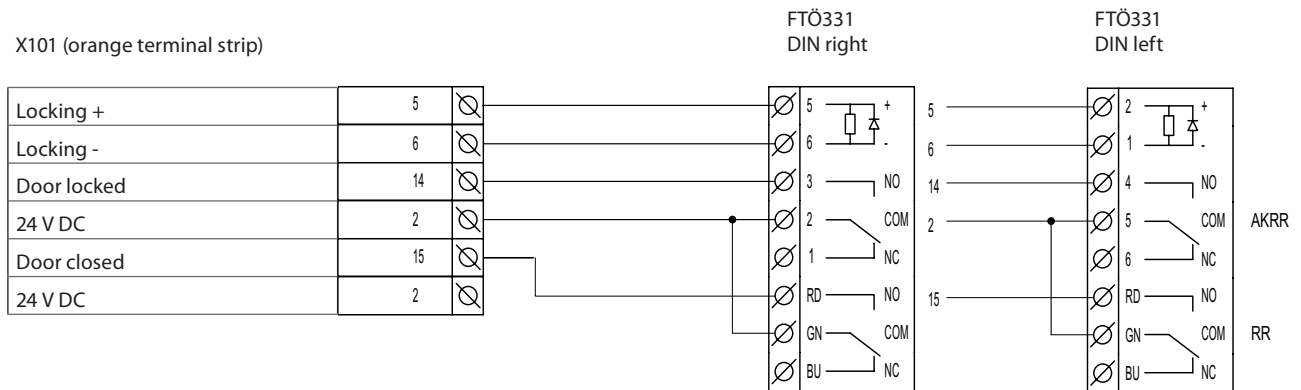 FTÖ331
DIN right
FTÖ331
DIN left
X101 (orange terminal strip)
Locking + 5 5 + 5 2 +
Locking - 6 6 - 6 1 -
Door locked 14 3 NO 14 4 NO
24 V DC 2 2 COM 2 5 COM AKRR
Door closed 15 1 NC 6 NC
24 V DC 2 RD NO 15 RD NO
GN COM GN COM RR
BU NC BU NC